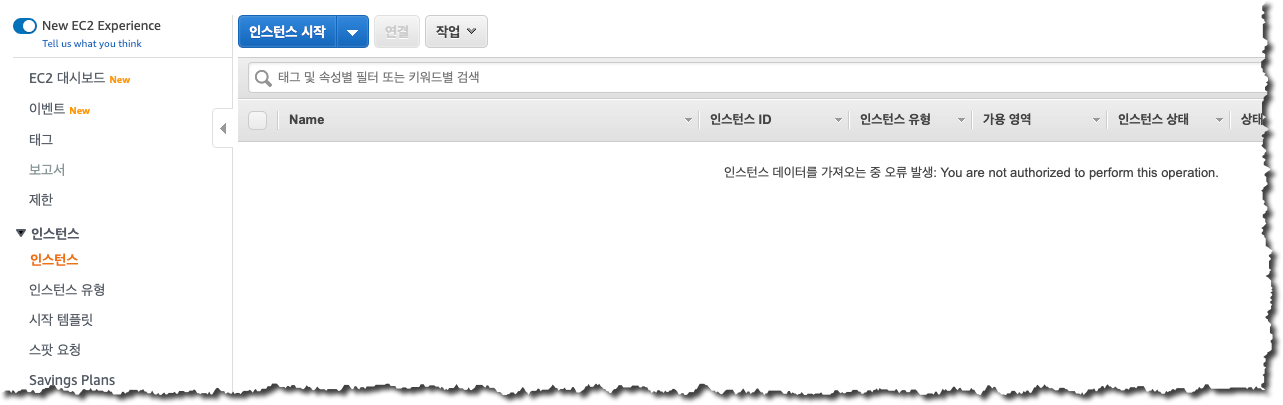 New EC2 Experience
Tell us what you think
EC2 대시보드 New
이벤트 New
태그
보고서
제한
인스턴스
인스턴스
인스턴스 유형
시작 템플릿
스팟 요청
Savings Plans
인스턴스 시작 연결 작업
태그 및 속성별 필터 또는 키워드별 검색
Name 인스턴스 ID 인스턴스 유형 가용 영역 인스턴스 상태 상태
인스턴스 데이터를 가져오는 중 오류 발생: You are not authorized to perform this operation.